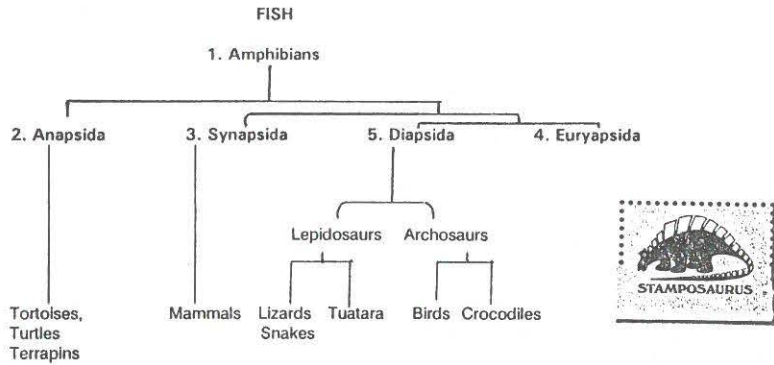 FISH
1. Amphibians
2. Anapsida 3. Synapsida 5. Diapsida 4. Euryapsida
Lepidosaurs Archosaurs
Tortoises,
Turtles
Terrapins
Mammals
Lizards
Snakes
Tuatara
Birds
Crocodiles
STAMPOSAURUS